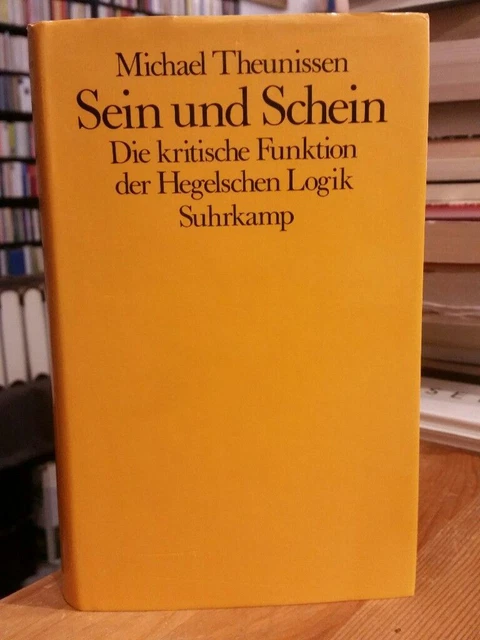 Michael Theunissen
Sein und Schein
Die kritische Funktion
der Hegelschen Logik
Suhrkamp